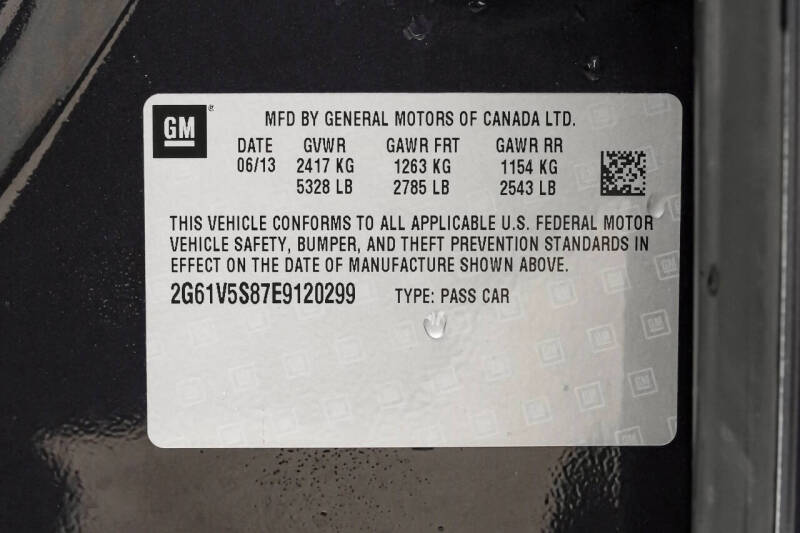 GM
MFD BY GENERAL MOTORS OF CANADA LTD.
DATE GVWR GAWR FRT GAWR RR
06/13 2417 KG 1263 KG 1154 KG
5328 LB 2785 LB 2543 LB
THIS VEHICLE CONFORMS TO ALL APPLICABLE U.S. FEDERAL MOTOR
VEHICLE SAFETY, BUMPER, AND THEFT PREVENTION STANDARDS IN
EFFECT ON THE DATE OF MANUFACTURE SHOWN ABOVE.
2G61V5S87E9120299 TYPE: PASS CAR